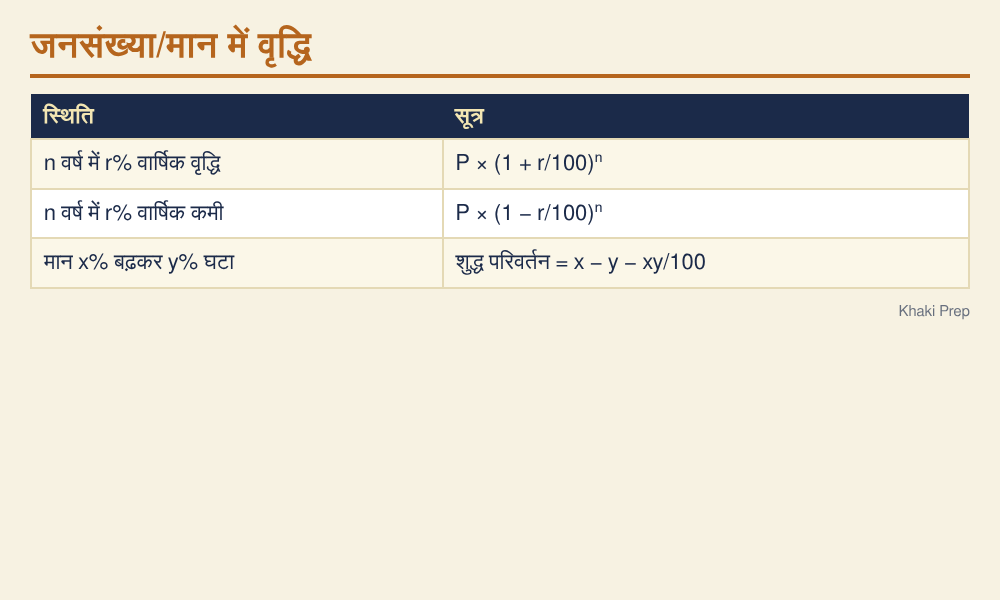 जनसंख्या/मान में वृद्धि
स्थिति सूत्र
n वर्ष में r% वार्षिक वृद्धि P × (1 + r/100)ⁿ
n वर्ष में r% वार्षिक कमी P × (1 − r/100)ⁿ
मान x% बढ़कर y% घटा शुद्ध परिवर्तन = x − y − xy/100
Khaki Prep